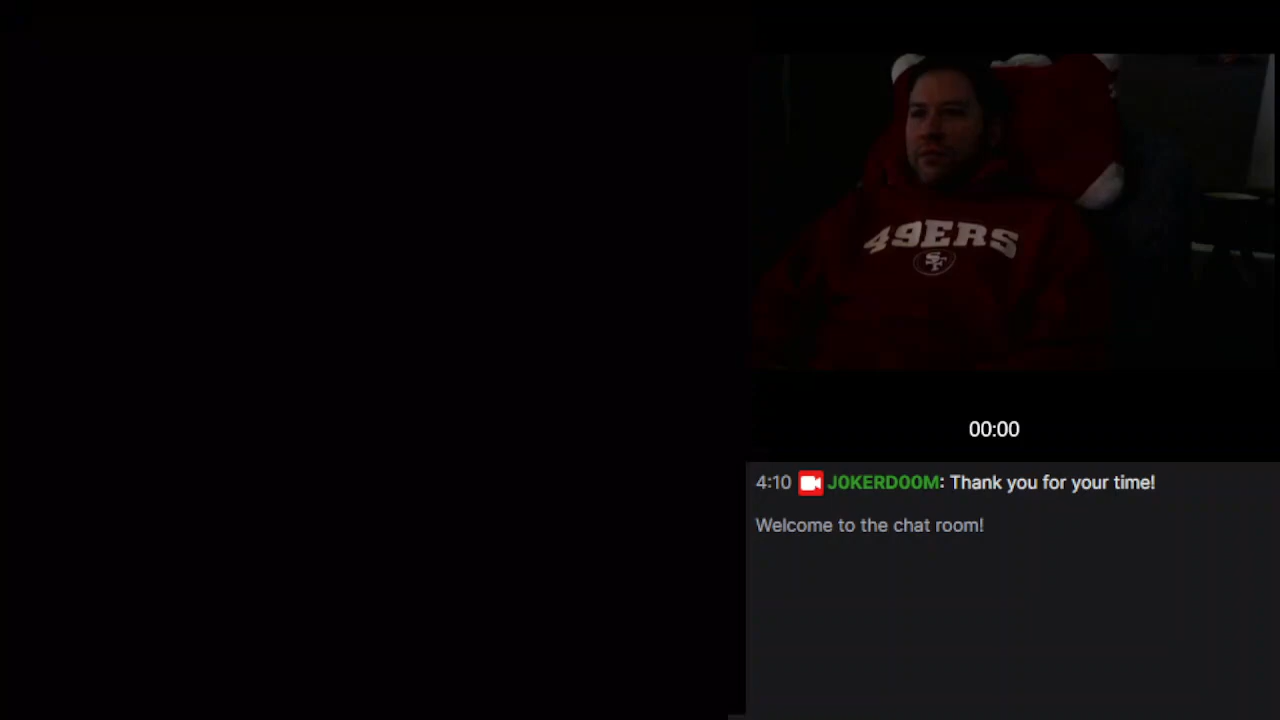 49ERS
SF
00:00
4:10 J0KERD00M: Thank you for your time!
Welcome to the chat room!